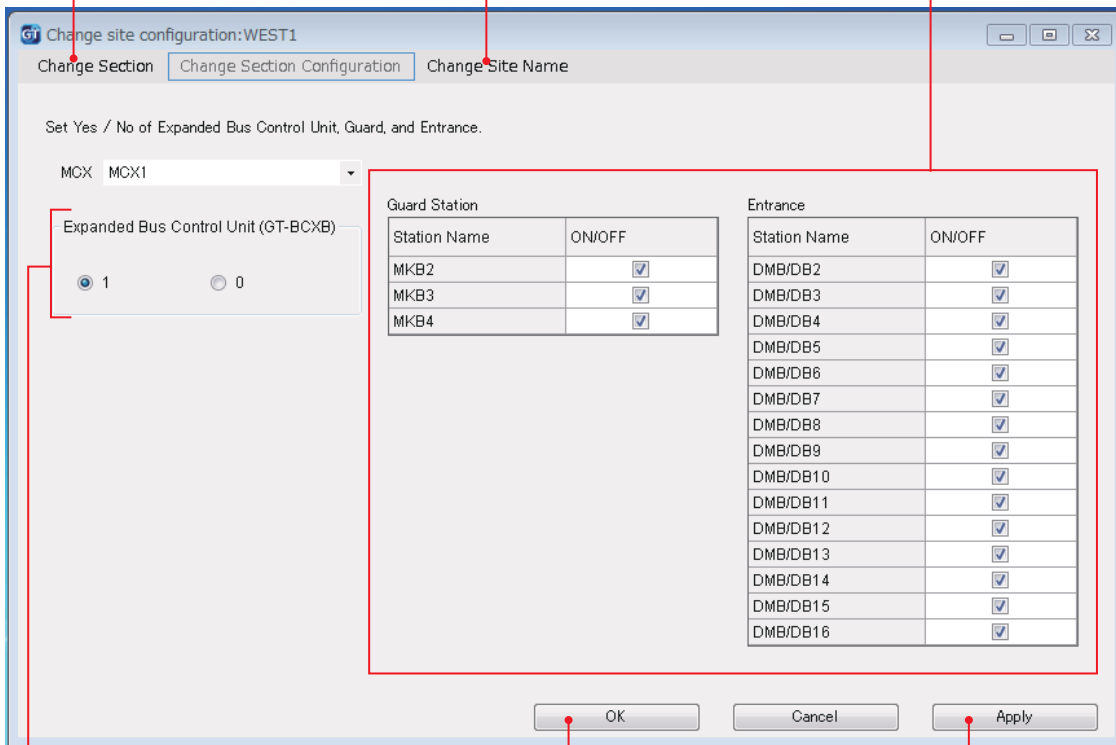 GT Change site configuration:WEST1
Change Section Change Section Configuration Change Site Name
Set Yes / No of Expanded Bus Control Unit, Guard, and Entrance.
MCX MCX1
Expanded Bus Control Unit (GT-BCXB)
1 0
Guard Station
Station Name ON/OFF
MKB2
MKB3
MKB4
Entrance
Station Name ON/OFF
DMB/DB2
DMB/DB3
DMB/DB4
DMB/DB5
DMB/DB6
DMB/DB7
DMB/DB8
DMB/DB9
DMB/DB10
DMB/DB11
DMB/DB12
DMB/DB13
DMB/DB14
DMB/DB15
DMB/DB16
OK Cancel Apply